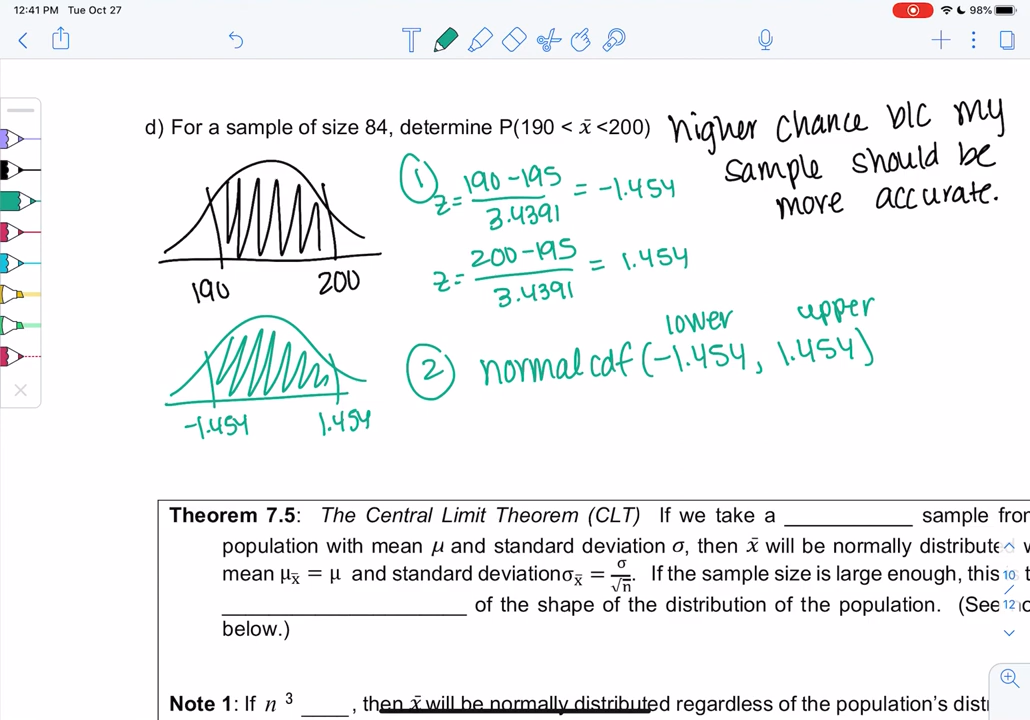 12:41 PM Tue Oct 27
98%
T
d) For a sample of size 84, determine P(190 < x̄ <200)
higher chance b/c my
sample should be
more accurate.
190 200
① z = 190-195 / 3.4391 = -1.454
z = 200-195 / 3.4391 = 1.454
lower upper
② normalcdf (-1.454, 1.454)
-1.454 1.454
Theorem 7.5: The Central Limit Theorem (CLT) If we take a ___________ sample from
population with mean μ and standard deviation σ, then x̄ will be normally distribute
mean μx̄ = μ and standard deviationσx̄ = σ/√n. If the sample size is large enough, this
______________________ of the shape of the distribution of the population. (See
below.)
10
12
Note 1: If n ³ ____, then x̄ will be normally distributed regardless of the population's dist